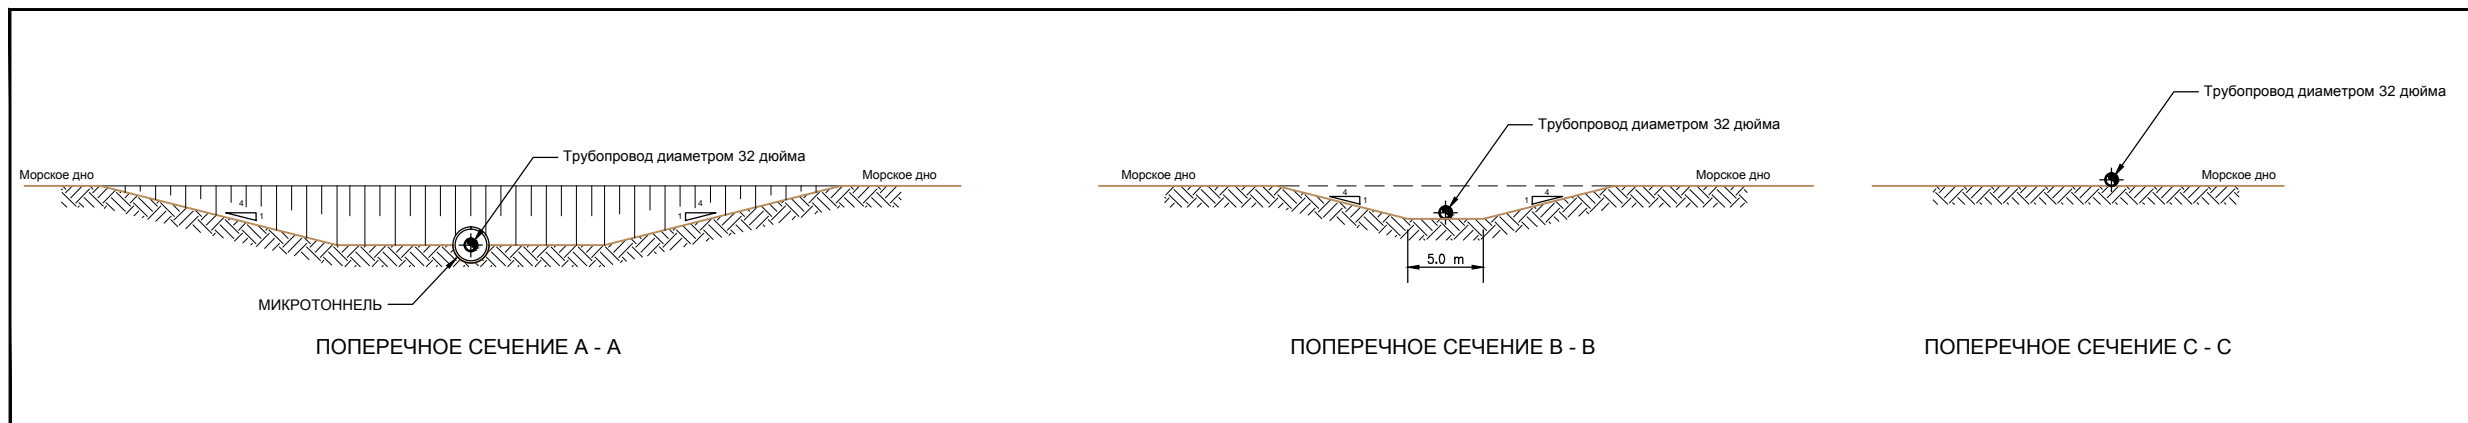 Трубопровод диаметром 32 дюйма
Морское дно
Морское дно
4
1
4
1
МИКРОТОННЕЛЬ
ПОПЕРЕЧНОЕ СЕЧЕНИЕ A - A
Трубопровод диаметром 32 дюйма
Морское дно
Морское дно
4
1
4
1
5.0 m
ПОПЕРЕЧНОЕ СЕЧЕНИЕ B - B
Трубопровод диаметром 32 дюйма
Морское дно
ПОПЕРЕЧНОЕ СЕЧЕНИЕ C - C